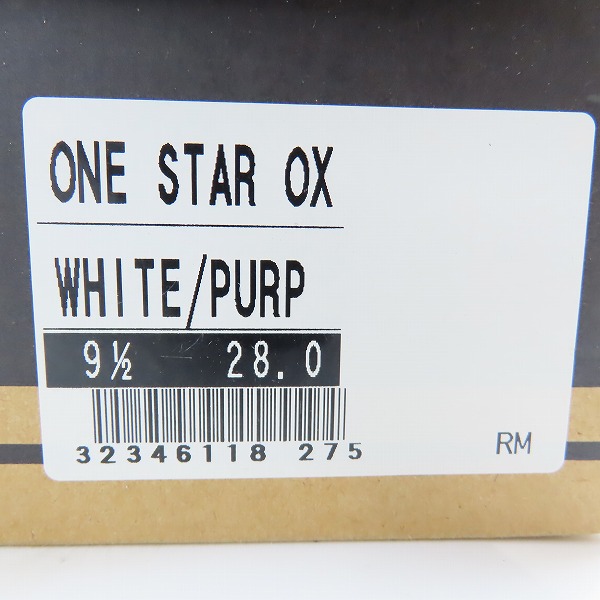 ONE STAR OX
WHITE/PURP
9½ 28.0
32346118 275
RM